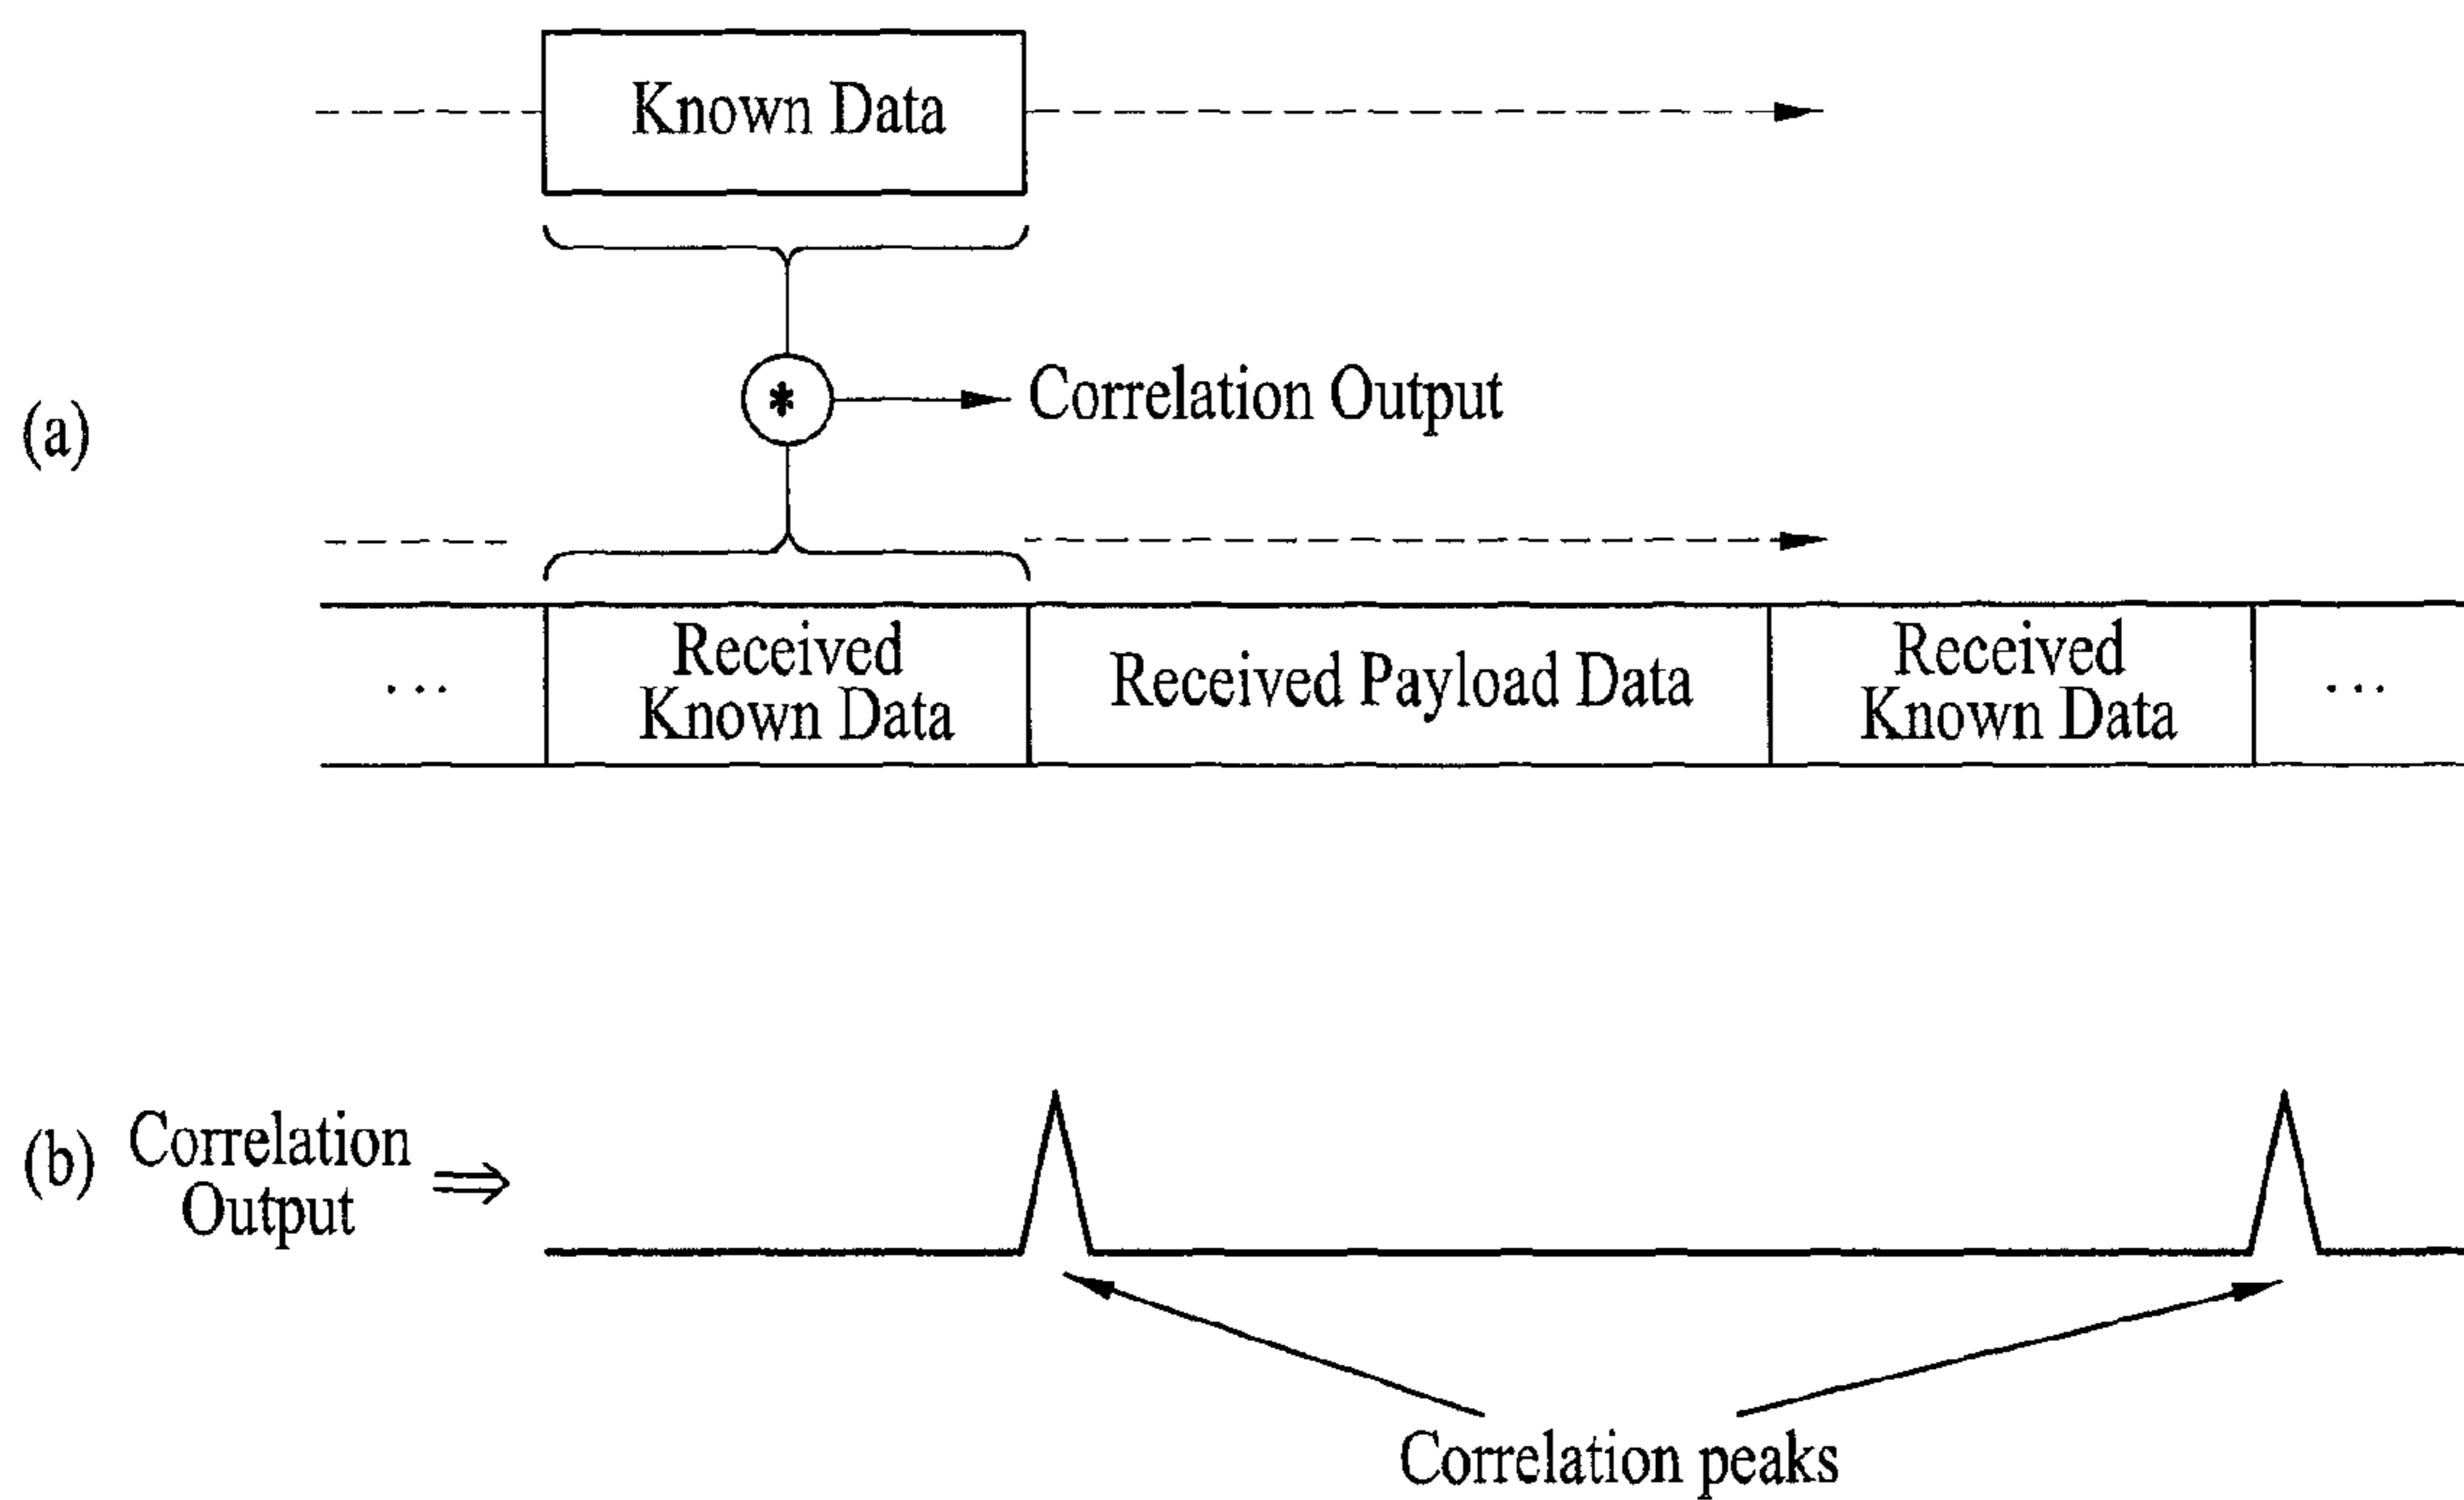 Known Data
(a)
*
Correlation Output
...
Received
Known Data
Received Payload Data
Received
Known Data
...
(b)
Correlation
Output
Correlation peaks